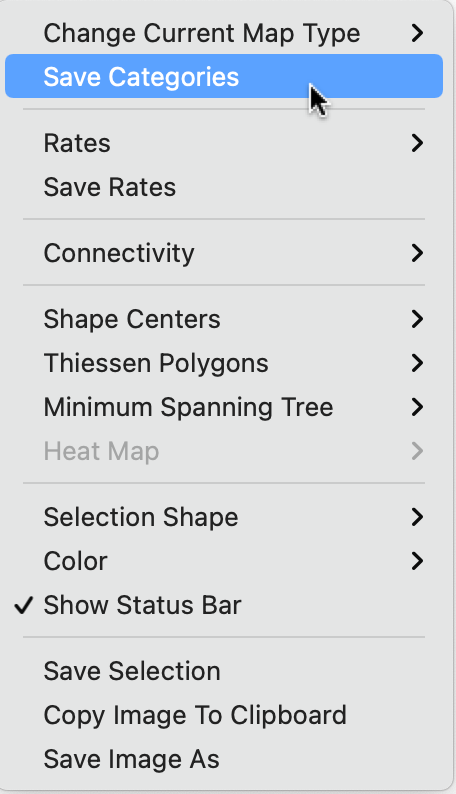 Change Current Map Type
Save Categories
Rates
Save Rates
Connectivity
Shape Centers
Thiessen Polygons
Minimum Spanning Tree
Heat Map
Selection Shape
Color
Show Status Bar
Save Selection
Copy Image To Clipboard
Save Image As